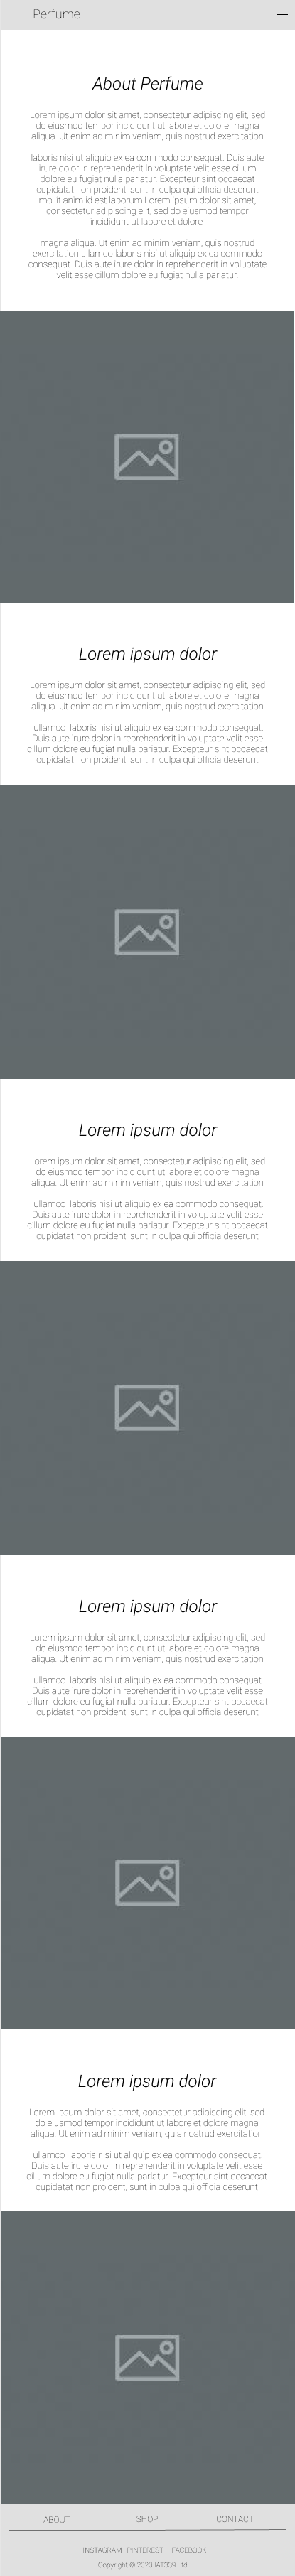 Perfume
About Perfume
Lorem ipsum dolor sit amet, consectetur adipiscing elit, sed
do eiusmod tempor incididunt ut labore et dolore magna
aliqua. Ut enim ad minim veniam, quis nostrud exercitation
laboris nisi ut aliquip ex ea commodo consequat. Duis aute
irure dolor in reprehenderit in voluptate velit esse cillum
dolore eu fugiat nulla pariatur. Excepteur sint occaecat
cupidatat non proident, sunt in culpa qui officia deserunt
mollit anim id est laborum.Lorem ipsum dolor sit amet,
consectetur adipiscing elit, sed do eiusmod tempor
incididunt ut labore et dolore
magna aliqua. Ut enim ad minim veniam, quis nostrud
exercitation ullamco laboris nisi ut aliquip ex ea commodo
consequat. Duis aute irure dolor in reprehenderit in voluptate
velit esse cillum dolore eu fugiat nulla pariatur.
Lorem ipsum dolor
Lorem ipsum dolor sit amet, consectetur adipiscing elit, sed
do eiusmod tempor incididunt ut labore et dolore magna
aliqua. Ut enim ad minim veniam, quis nostrud exercitation
ullamco laboris nisi ut aliquip ex ea commodo consequat.
Duis aute irure dolor in reprehenderit in voluptate velit esse
cillum dolore eu fugiat nulla pariatur. Excepteur sint occaecat
cupidatat non proident, sunt in culpa qui officia deserunt
Lorem ipsum dolor
Lorem ipsum dolor sit amet, consectetur adipiscing elit, sed
do eiusmod tempor incididunt ut labore et dolore magna
aliqua. Ut enim ad minim veniam, quis nostrud exercitation
ullamco laboris nisi ut aliquip ex ea commodo consequat.
Duis aute irure dolor in reprehenderit in voluptate velit esse
cillum dolore eu fugiat nulla pariatur. Excepteur sint occaecat
cupidatat non proident, sunt in culpa qui officia deserunt
Lorem ipsum dolor
Lorem ipsum dolor sit amet, consectetur adipiscing elit, sed
do eiusmod tempor incididunt ut labore et dolore magna
aliqua. Ut enim ad minim veniam, quis nostrud exercitation
ullamco laboris nisi ut aliquip ex ea commodo consequat.
Duis aute irure dolor in reprehenderit in voluptate velit esse
cillum dolore eu fugiat nulla pariatur. Excepteur sint occaecat
cupidatat non proident, sunt in culpa qui officia deserunt
Lorem ipsum dolor
Lorem ipsum dolor sit amet, consectetur adipiscing elit, sed
do eiusmod tempor incididunt ut labore et dolore magna
aliqua. Ut enim ad minim veniam, quis nostrud exercitation
ullamco laboris nisi ut aliquip ex ea commodo consequat.
Duis aute irure dolor in reprehenderit in voluptate velit esse
cillum dolore eu fugiat nulla pariatur. Excepteur sint occaecat
cupidatat non proident, sunt in culpa qui officia deserunt
ABOUT SHOP CONTACT
INSTAGRAM PINTEREST FACEBOOK
Copyright © 2020 IAT339 Ltd.